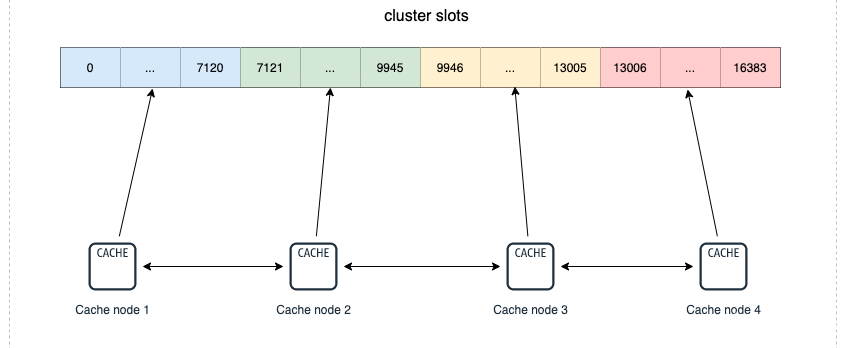 cluster slots
0 ... 7120 7121 ... 9945 9946 ... 13005 13006 ... 16383
CACHE CACHE CACHE CACHE
Cache node 1 Cache node 2 Cache node 3 Cache node 4